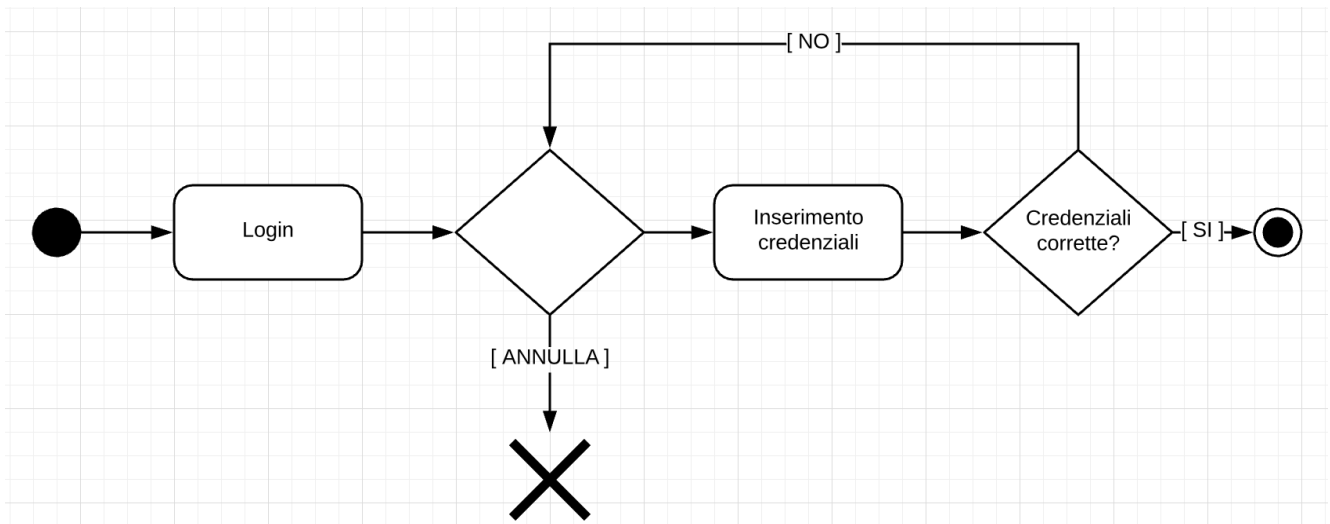 [ NO ]
Login
Inserimento
credenziali
Credenziali
corrette?
[ SI ]
[ ANNULLA ]